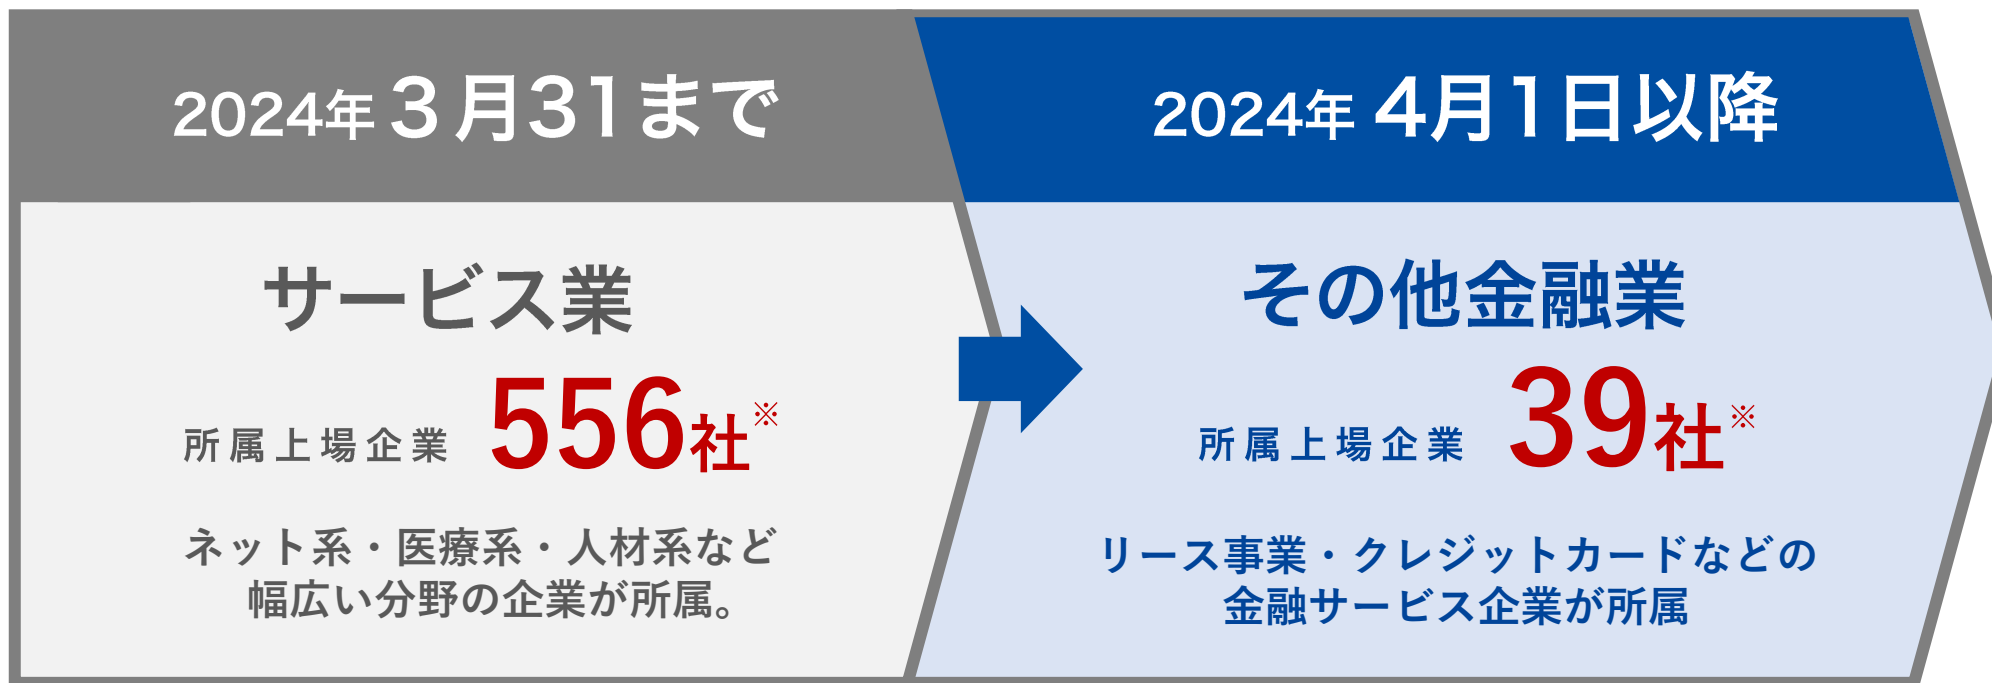 2024年 3月31まで
サービス業
所属上場企業 556社※
ネット系・医療系・人材系など
幅広い分野の企業が所属。
2024年 4月1日以降
その他金融業
所属上場企業 39社※
リース事業・クレジットカードなどの
金融サービス企業が所属